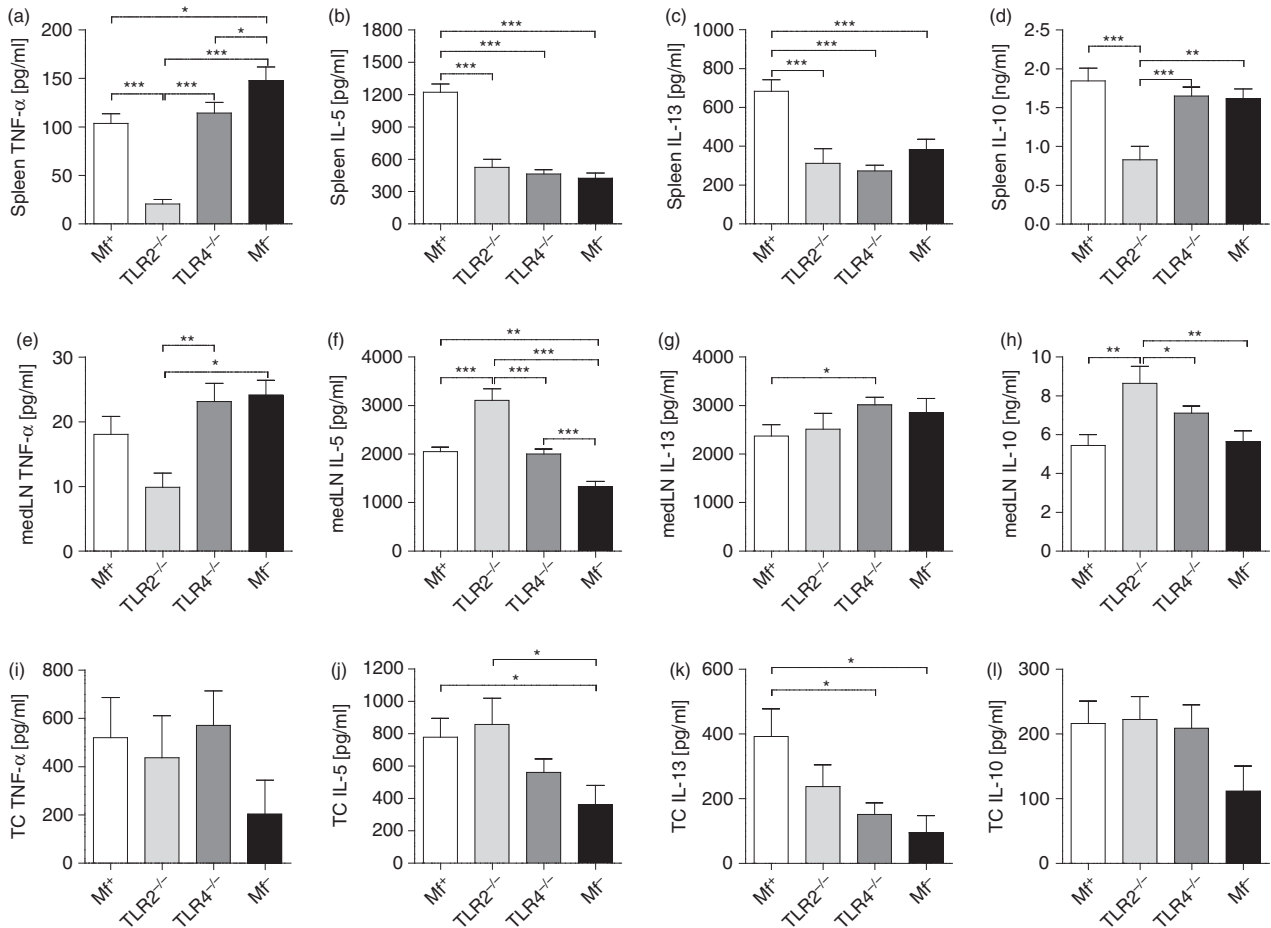 (a)
Spleen TNF-α [pg/ml]
200
150
100
50
0
*
*
***
***
***
Mf⁺
TLR2⁻/⁻
TLR4⁻/⁻
Mf⁻
(b)
Spleen IL-5 [pg/ml]
1800
1500
1200
900
600
300
0
***
***
***
Mf⁺
TLR2⁻/⁻
TLR4⁻/⁻
Mf⁻
(c)
Spleen IL-13 [pg/ml]
1000
800
600
400
200
0
***
***
***
Mf⁺
TLR2⁻/⁻
TLR4⁻/⁻
Mf⁻
(d)
Spleen IL-10 [ng/ml]
2·5
2·0
1·5
1·0
0·5
0·0
***
**
***
Mf⁺
TLR2⁻/⁻
TLR4⁻/⁻
Mf⁻
(e)
medLN TNF-α [pg/ml]
30
20
10
0
**
*
Mf⁺
TLR2⁻/⁻
TLR4⁻/⁻
Mf⁻
(f)
medLN IL-5 [pg/ml]
4000
3000
2000
1000
0
**
***
***
***
***
Mf⁺
TLR2⁻/⁻
TLR4⁻/⁻
Mf⁻
(g)
medLN IL-13 [pg/ml]
4000
3000
2000
1000
0
*
Mf⁺
TLR2⁻/⁻
TLR4⁻/⁻
Mf⁻
(h)
medLN IL-10 [ng/ml]
10
8
6
4
2
0
**
**
*
Mf⁺
TLR2⁻/⁻
TLR4⁻/⁻
Mf⁻
(i)
TC TNF-α [pg/ml]
800
600
400
200
0
Mf⁺
TLR2⁻/⁻
TLR4⁻/⁻
Mf⁻
(j)
TC IL-5 [pg/ml]
1200
1000
800
600
400
800
0
*
*
Mf⁺
TLR2⁻/⁻
TLR4⁻/⁻
Mf⁻
(k)
TC IL-13 [pg/ml]
600
400
200
0
*
*
Mf⁺
TLR2⁻/⁻
TLR4⁻/⁻
Mf⁻
(l)
TC IL-10 [pg/ml]
300
200
100
0
Mf⁺
TLR2⁻/⁻
TLR4⁻/⁻
Mf⁻